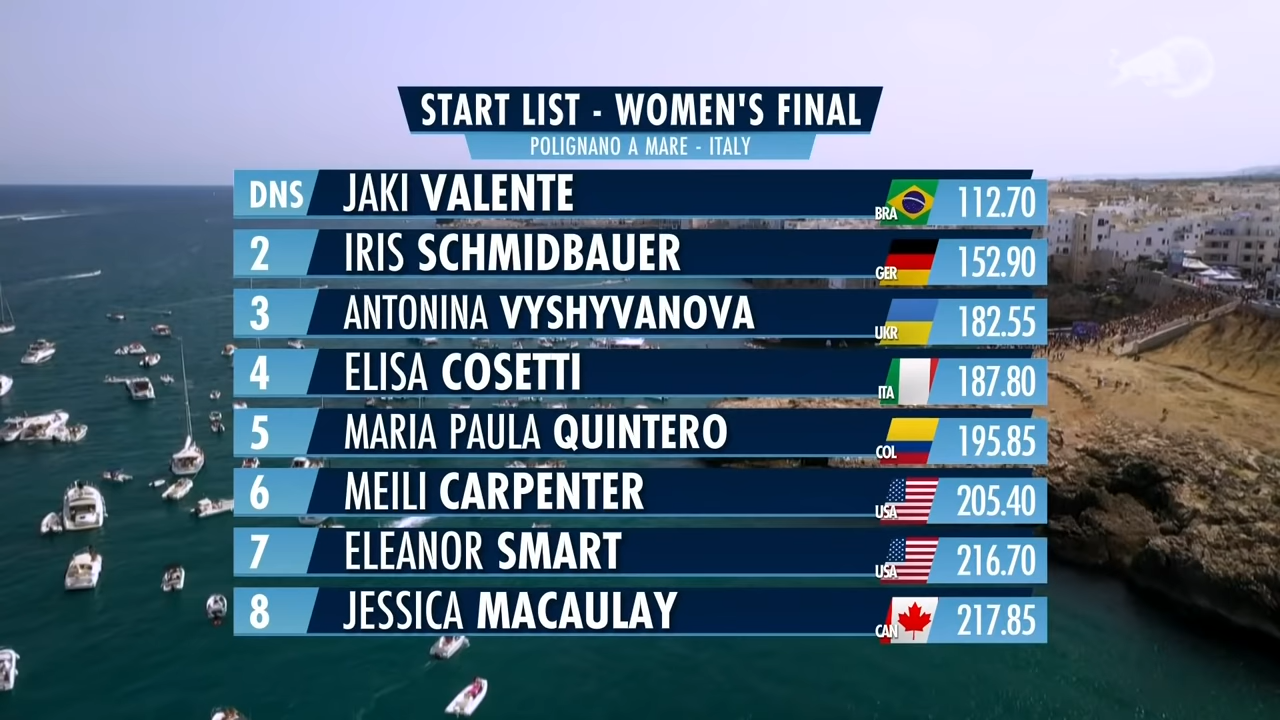 START LIST - WOMEN'S FINAL
POLIGNANO A MARE - ITALY
DNS JAKI VALENTE BRA 112.70
2 IRIS SCHMIDBAUER GER 152.90
3 ANTONINA VYSHYVANOVA UKR 182.55
4 ELISA COSETTI ITA 187.80
5 MARIA PAULA QUINTERO COL 195.85
6 MEILI CARPENTER USA 205.40
7 ELEANOR SMART USA 216.70
8 JESSICA MACAULAY CAN 217.85